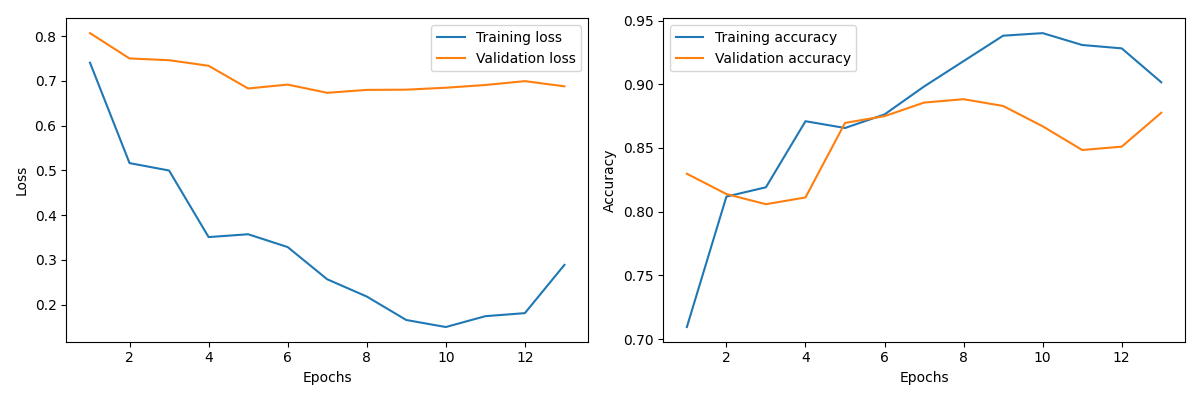 Training loss
Validation loss
0.8
0.7
0.6
0.5
0.4
0.3
0.2
Loss
2 4 6 8 10 12
Epochs
Training accuracy
Validation accuracy
0.95
0.90
0.85
0.80
0.75
0.70
Accuracy
2 4 6 8 10 12
Epochs